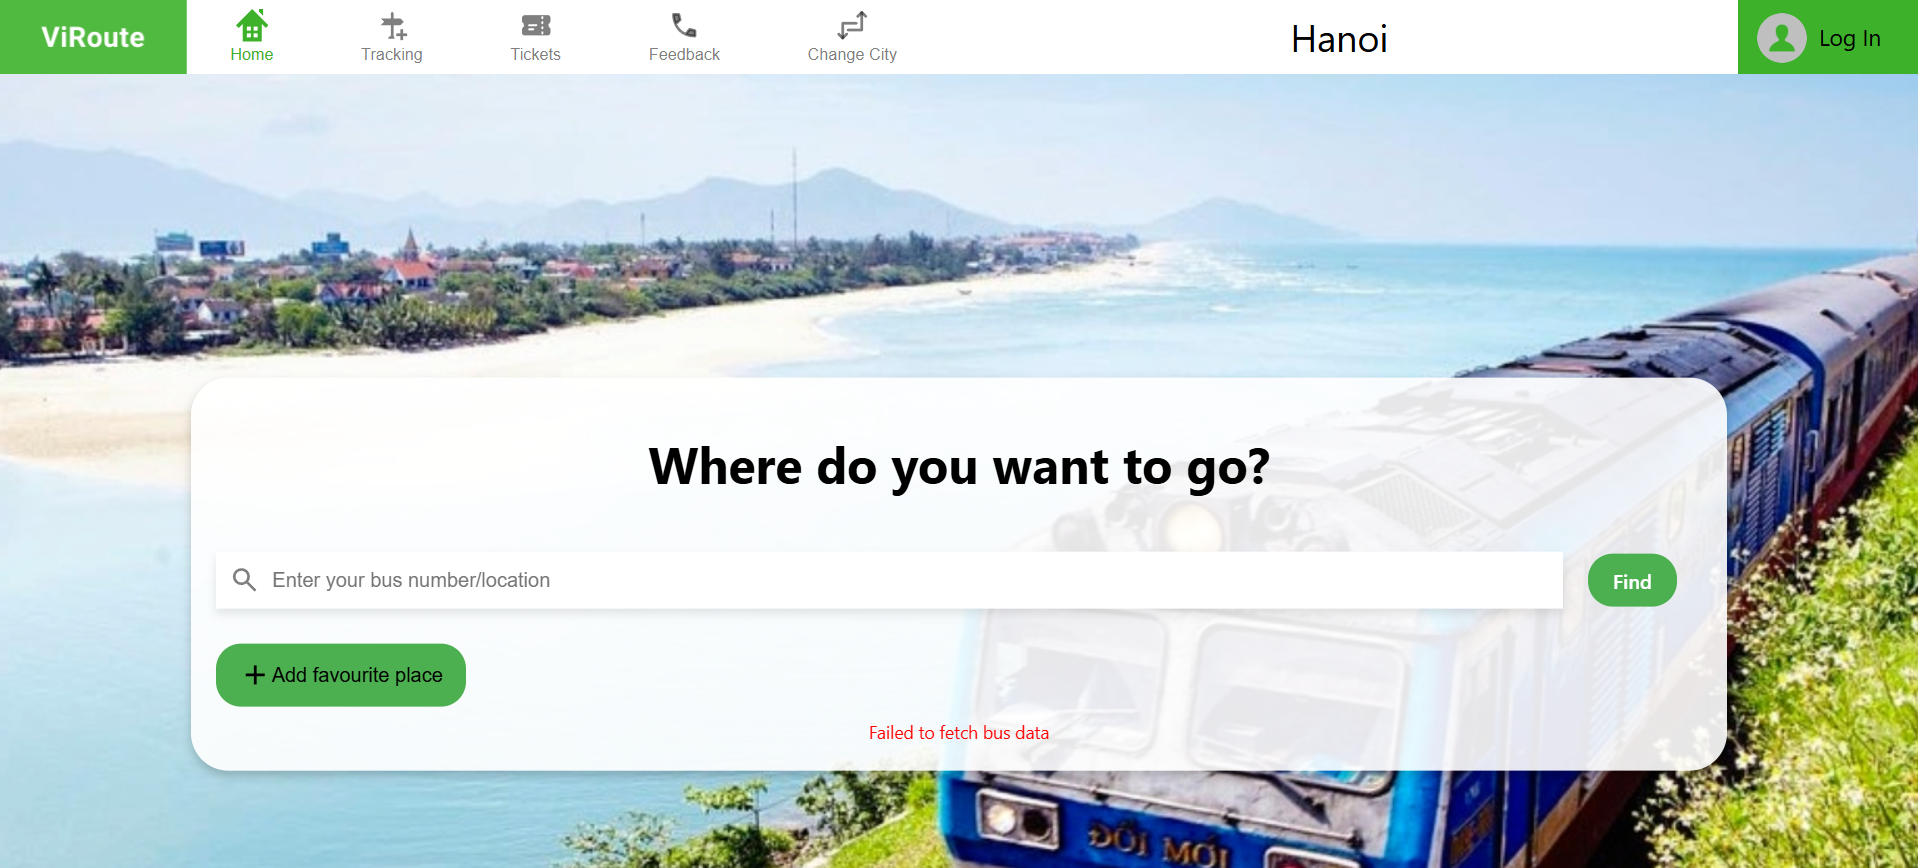 ViRoute
Home
Tracking
Tickets
Feedback
Change City
Hanoi
Log In
Where do you want to go?
Enter your bus number/location
Find
Add favourite place
Failed to fetch bus data
ĐỔI MỚI